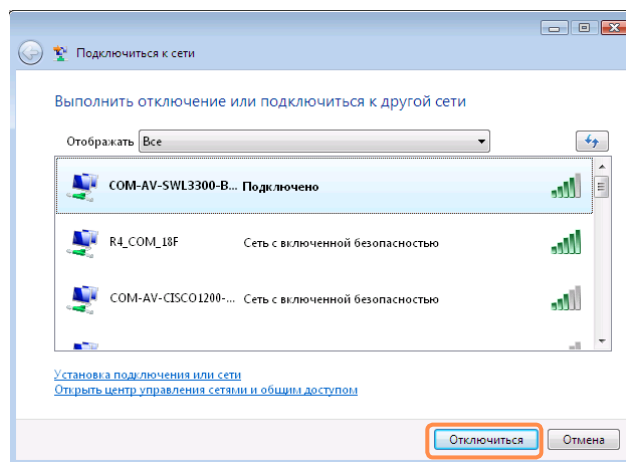 Подключиться к сети
Выполнить отключение или подключиться к другой сети
Отображать Все
COM-AV-SWL3300-B... Подключено
R4_COM_18F Сеть с включенной безопасностью
COM-AV-CISCO1200-... Сеть с включенной безопасностью
Установка подключения или сети
Открыть центр управления сетями и общим доступом
Отключиться Отмена